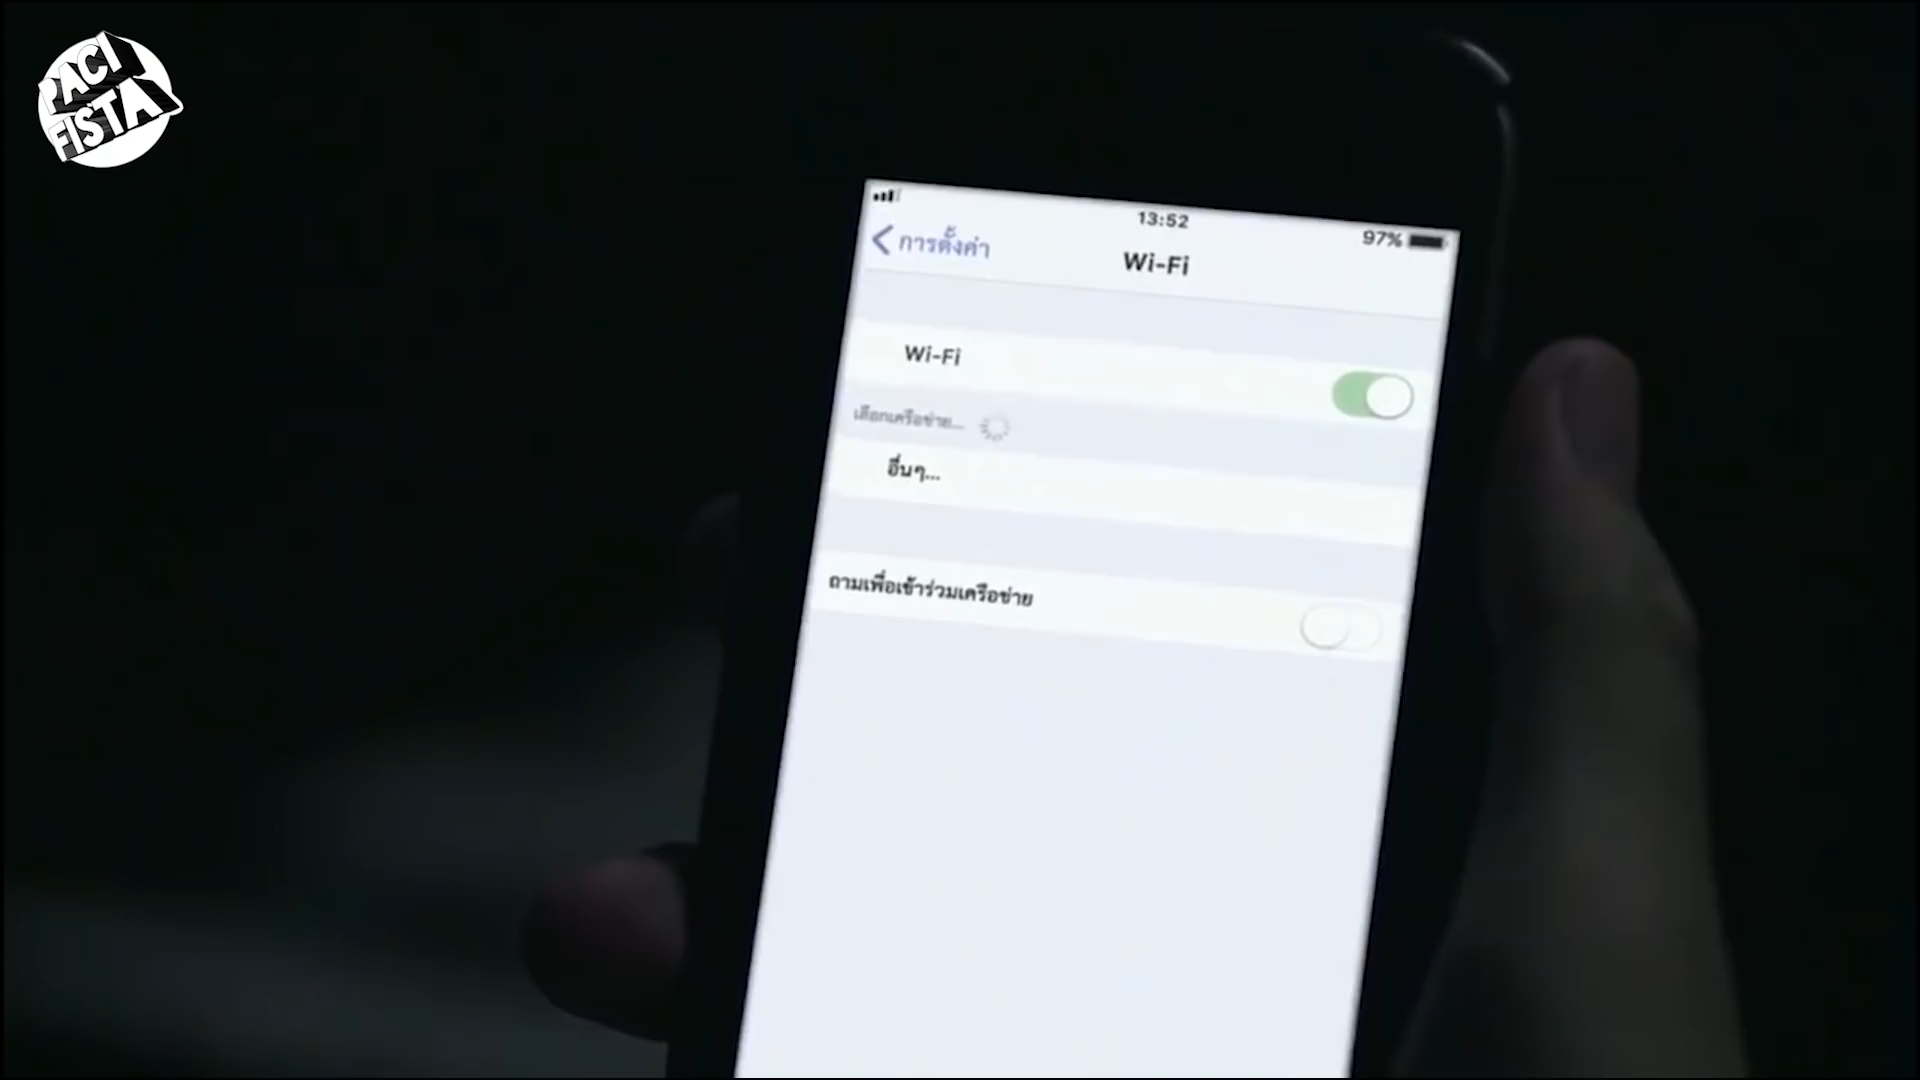 PACI
FISTA
13:52
97%
การตั้งค่า
Wi-Fi
Wi-Fi
เลือกเครือข่าย...
อื่นๆ...
ถามเพื่อเข้าร่วมเครือข่าย